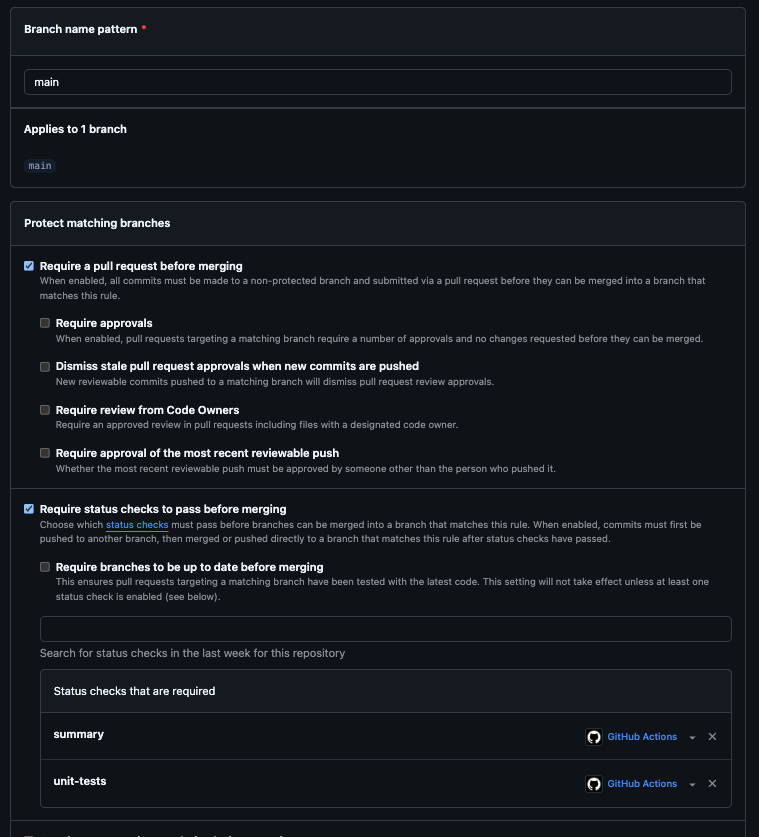 Branch name pattern *
main
Applies to 1 branch
main
Protect matching branches
Require a pull request before merging
When enabled, all commits must be made to a non-protected branch and submitted via a pull request before they can be merged into a branch that
matches this rule.
Require approvals
When enabled, pull requests targeting a matching branch require a number of approvals and no changes requested before they can be merged.
Dismiss stale pull request approvals when new commits are pushed
New reviewable commits pushed to a matching branch will dismiss pull request review approvals.
Require review from Code Owners
Require an approved review in pull requests including files with a designated code owner.
Require approval of the most recent reviewable push
Whether the most recent reviewable push must be approved by someone other than the person who pushed it.
Require status checks to pass before merging
Choose which status checks must pass before branches can be merged into a branch that matches this rule. When enabled, commits must first be
pushed to another branch, then merged or pushed directly to a branch that matches this rule after status checks have passed.
Require branches to be up to date before merging
This ensures pull requests targeting a matching branch have been tested with the latest code. This setting will not take effect unless at least one
status check is enabled (see below).
Search for status checks in the last week for this repository
Status checks that are required
summary GitHub Actions
unit-tests GitHub Actions